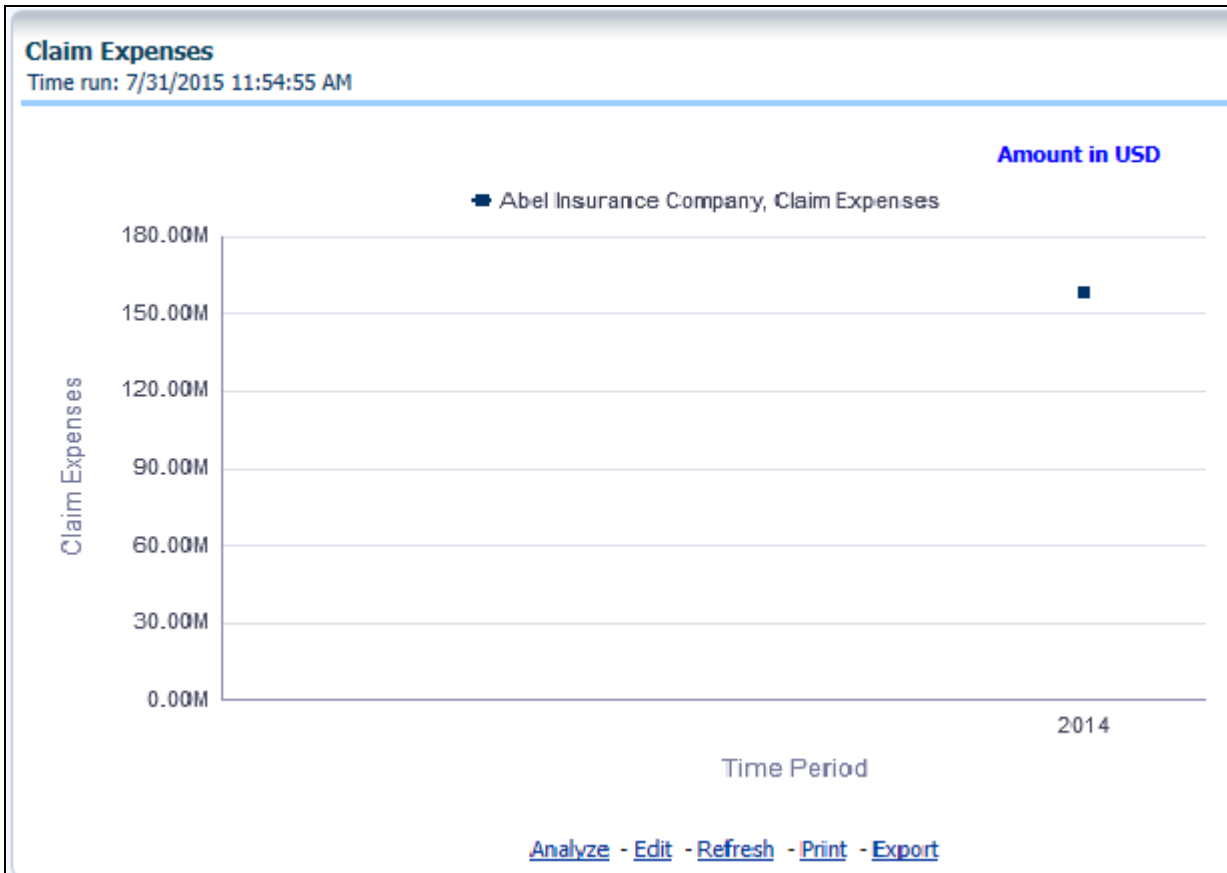 Claim Expenses
Time run: 7/31/2015 11:54:55 AM
Amount in USD
Abel Insurance Company, Claim Expenses
180.00M
150.00M
120.00M
90.00M
60.00M
30.00M
0.00M
Claim Expenses
2014
Time Period
Analyze - Edit - Refresh - Print - Export